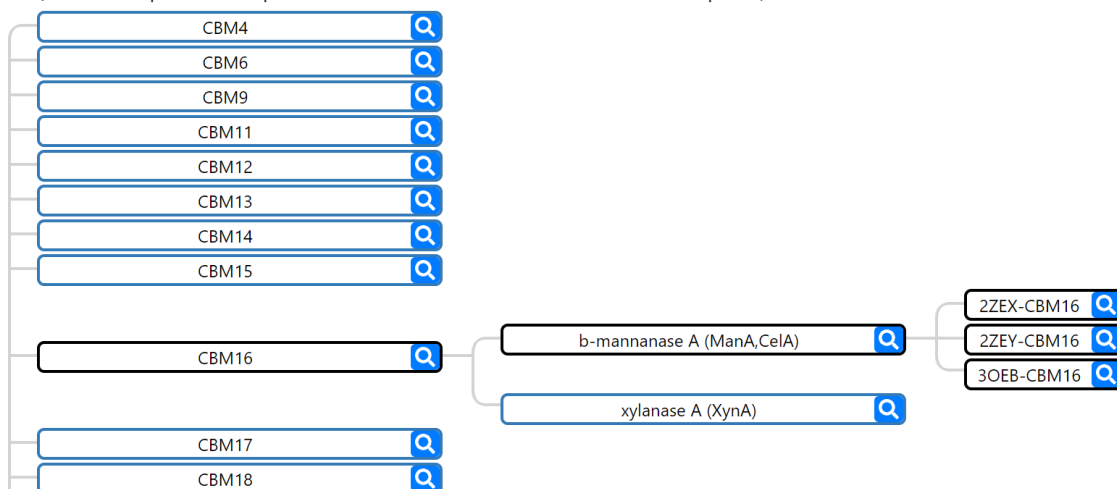 CBM4
CBM6
CBM9
CBM11
CBM12
CBM13
CBM14
CBM15
CBM16
b-mannanase A (ManA,CelA)
2ZEX-CBM16
2ZEY-CBM16
3OEB-CBM16
xylanase A (XynA)
CBM17
CBM18